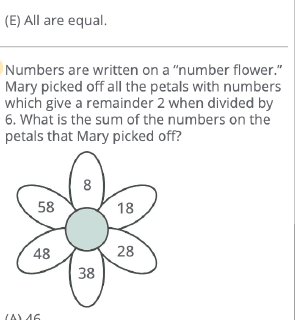 (E) All are equal.
Numbers are written on a “number flower.”
Mary picked off all the petals with numbers
which give a remainder 2 when divided by
6. What is the sum of the numbers on the
petals that Mary picked off?
8
58
18
48
28
38
(A) 46